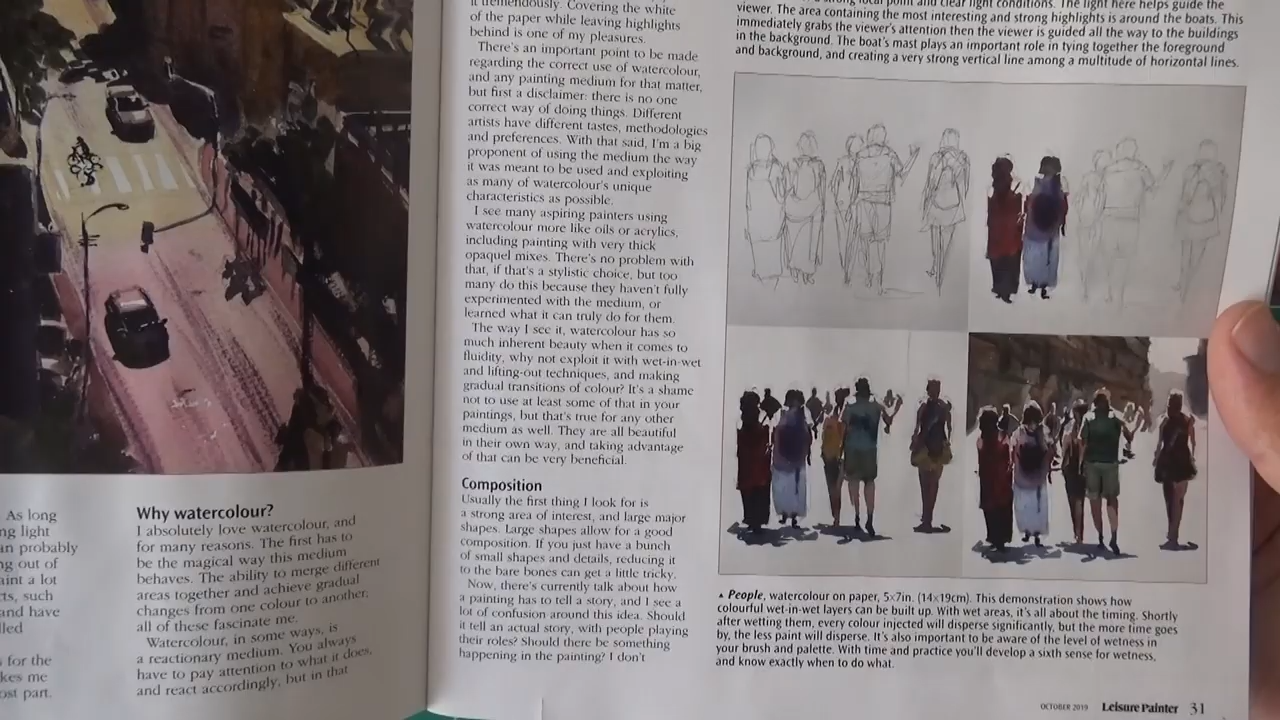 As long
ng light
an probably
ng out of
aint a lot
ts, such
and have
lled
for the
kes me
ost part.
Why watercolour?
I absolutely love watercolour, and
for many reasons. The first has to
be the magical way this medium
behaves. The ability to merge different
areas together and achieve gradual
changes from one colour to another,
all of these fascinate me.
Watercolour, in some ways, is
a reactionary medium. You always
have to pay attention to what it does,
and react accordingly, but in that
it tremendously. Covering the white
of the paper while leaving highlights
behind is one of my pleasures.
There's an important point to be made
regarding the correct use of watercolour,
and any painting medium for that matter,
but first a disclaimer: there is no one
correct way of doing things. Different
artists have different tastes, methodologies
and preferences. With that said, I'm a big
proponent of using the medium the way
it was meant to be used and exploiting
as many of watercolour's unique
characteristics as possible.
I see many aspiring painters using
watercolour more like oils or acrylics,
including painting with very thick
opaque mixes. There's no problem with
that, if that's a stylistic choice, but too
many do this because they haven't fully
experimented with the medium, or
learned what it can truly do for them.
The way I see it, watercolour has so
much inherent beauty when it comes to
fluidity, why not exploit it with wet-in-wet
and lifting-out techniques, and making
gradual transitions of colour? It's a shame
not to use at least some of that in your
paintings, but that's true for any other
medium as well. They are all beautiful
in their own way, and taking advantage
of that can be very beneficial.
Composition
Usually the first thing I look for is
a strong area of interest, and large major
shapes. Large shapes allow for a good
composition. If you just have a bunch
of small shapes and details, reducing it
to the bare bones can get a little tricky.
Now, there's currently talk about how
a painting has to tell a story, and I see a
lot of confusion around this idea. Should
it tell an actual story, with people playing
their roles? Should there be something
happening in the painting? I don't
focal point and clear light conditions. The light here helps guide the
viewer. The area containing the most interesting and strong highlights is around the boats. This
immediately grabs the viewer's attention then the viewer is guided all the way to the buildings
in the background. The boat's mast plays an important role in tying together the foreground
and background, and creating a very strong vertical line among a multitude of horizontal lines.
▲ People, watercolour on paper, 5×7in. (14×19cm). This demonstration shows how
colourful wet-in-wet layers can be built up. With wet areas, it's all about the timing. Shortly
after wetting them, every colour injected will disperse significantly, but the more time goes
by, the less paint will disperse. It's also important to be aware of the level of wetness in
your brush and palette. With time and practice you'll develop a sixth sense for wetness,
and know exactly when to do what.
OCTOBER 2019 Leisure Painter 31